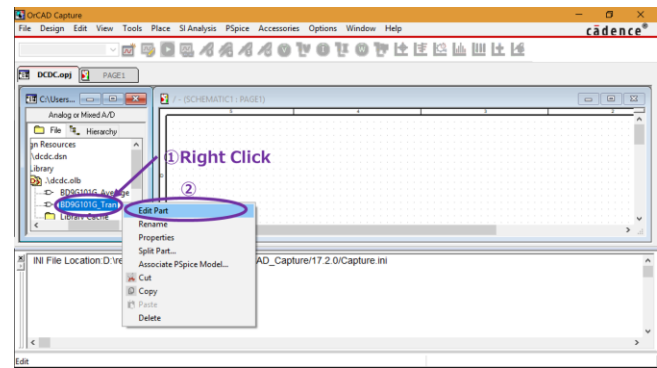 OrCAD Capture
File Design Edit View Tools Place SI Analysis PSpice Accessories Options Window Help
cādence®
DCDC.opj PAGE1
C:\Users...
/ - (SCHEMATIC1 : PAGE1)
Analog or Mixed A/D
File Hierarchy
gn Resources
.\dcdc.dsn
Library
.\dcdc.olb
BD9G101G_Average
BD9G101G_Tran
Library Cache
①Right Click
②
Edit Part
Rename
Properties
Split Part...
Associate PSpice Model...
Cut
Copy
Paste
Delete
INI File Location:D:\re
AD_Capture/17.2.0/Capture.ini
Edit